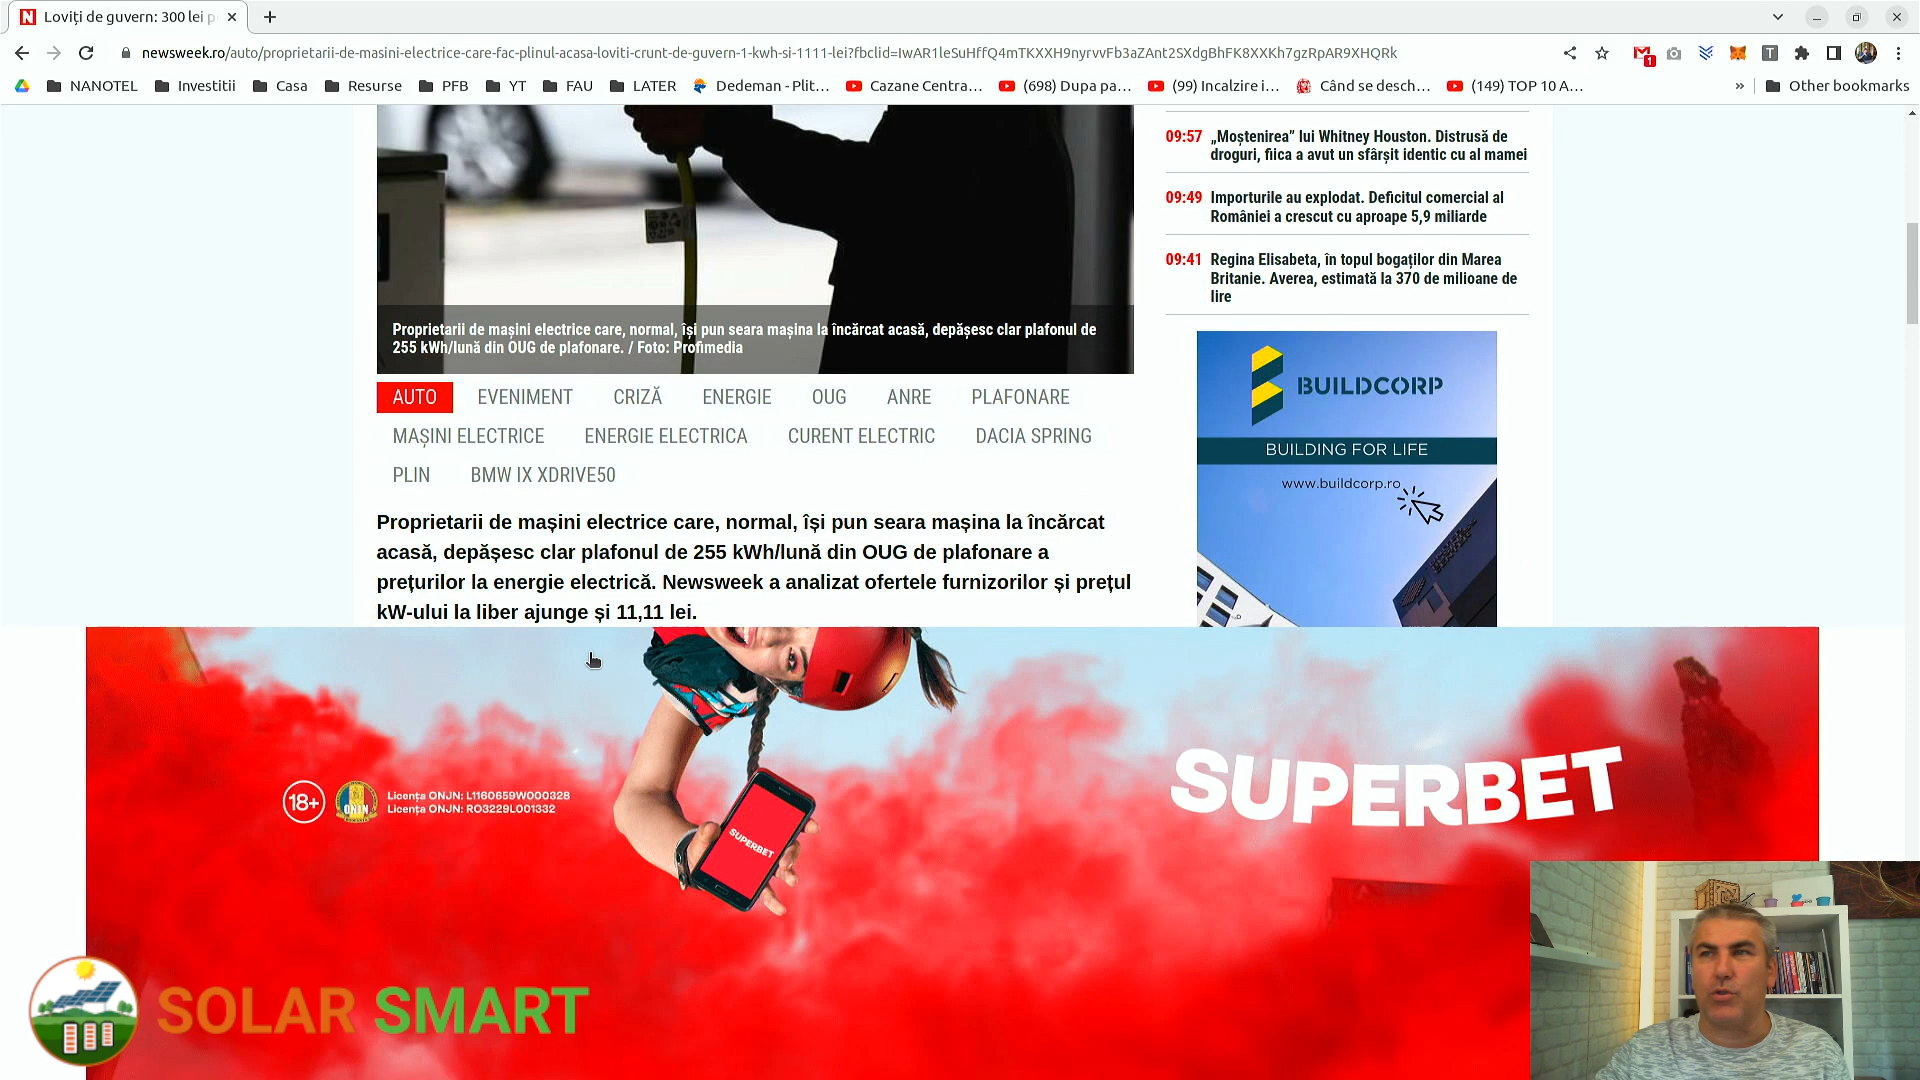 Loviți de guvern: 300 lei p
newsweek.ro/auto/proprietarii-de-masini-electrice-care-fac-plinul-acasa-loviti-crunt-de-guvern-1-kwh-si-1111-lei?fbclid=IwAR1leSuHffQ4mTKXXH9nyrvvFb3aZAnt2SXdgBhFK8XXKh7gzRpAR9XHQRk
1
T
NANOTEL
Investitii
Casa
Resurse
PFB
YT
FAU
LATER
Dedeman - Plit...
Cazane Centra...
(698) Dupa pa...
(99) Incalzire i...
Când se desch...
(149) TOP 10 A...
»
Other bookmarks
09:57 „Moștenirea” lui Whitney Houston. Distrusă de
droguri, fiica a avut un sfârșit identic cu al mamei
09:49 Importurile au explodat. Deficitul comercial al
României a crescut cu aproape 5,9 miliarde
09:41 Regina Elisabeta, în topul bogaților din Marea
Britanie. Averea, estimată la 370 de milioane de
lire
Proprietarii de mașini electrice care, normal, își pun seara mașina la încărcat acasă, depășesc clar plafonul de
255 kWh/lună din OUG de plafonare. / Foto: Profimedia
AUTO EVENIMENT CRIZĂ ENERGIE OUG ANRE PLAFONARE
MAȘINI ELECTRICE ENERGIE ELECTRICA CURENT ELECTRIC DACIA SPRING
PLIN BMW IX XDRIVE50
Proprietarii de mașini electrice care, normal, își pun seara mașina la încărcat
acasă, depășesc clar plafonul de 255 kWh/lună din OUG de plafonare a
prețurilor la energie electrică. Newsweek a analizat ofertele furnizorilor și prețul
kW-ului la liber ajunge și 11,11 lei.
BUILDCORP
BUILDING FOR LIFE
www.buildcorp.ro
18+
ONJN
Licența ONJN: L1160659W000328
Licența ONJN: RO3229L001332
SUPERBET
SUPERBET
SOLAR SMART